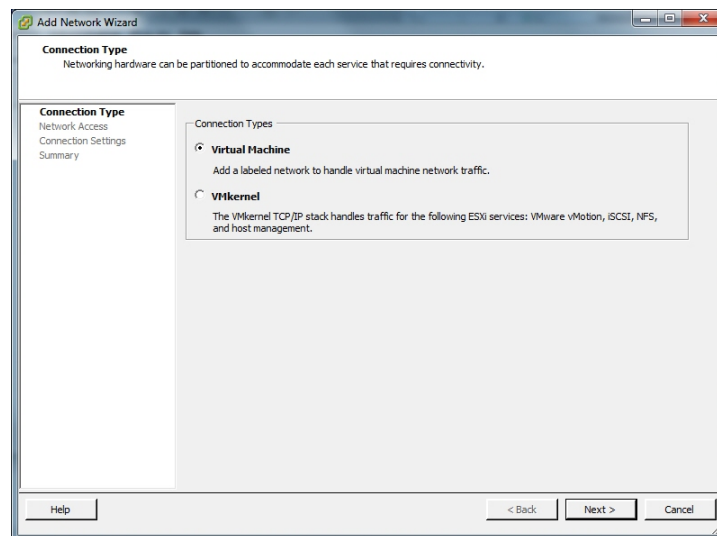 Add Network Wizard
Connection Type
Networking hardware can be partitioned to accommodate each service that requires connectivity.
Connection Type
Network Access
Connection Settings
Summary
Connection Types
Virtual Machine
Add a labeled network to handle virtual machine network traffic.
VMkernel
The VMkernel TCP/IP stack handles traffic for the following ESXi services: VMware vMotion, iSCSI, NFS,
and host management.
Help
< Back
Next >
Cancel